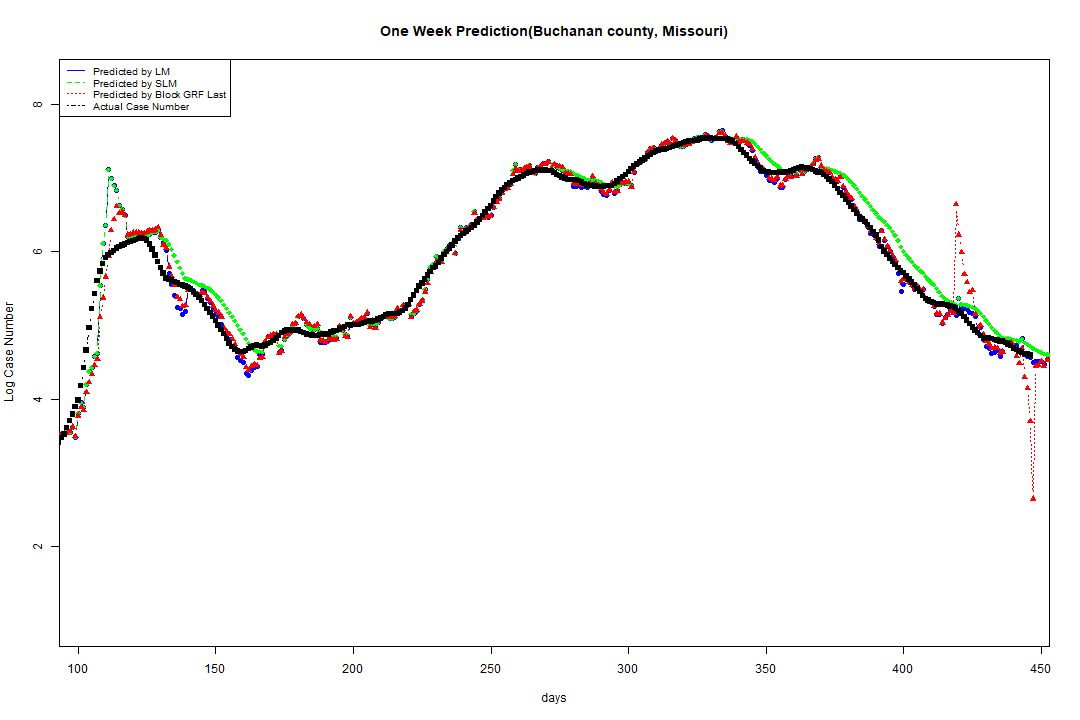 One Week Prediction(Buchanan county, Missouri)
Predicted by LM
Predicted by SLM
Predicted by Block GRF Last
Actual Case Number
8
6
4
2
Log Case Number
100 150 200 250 300 350 400 450
days